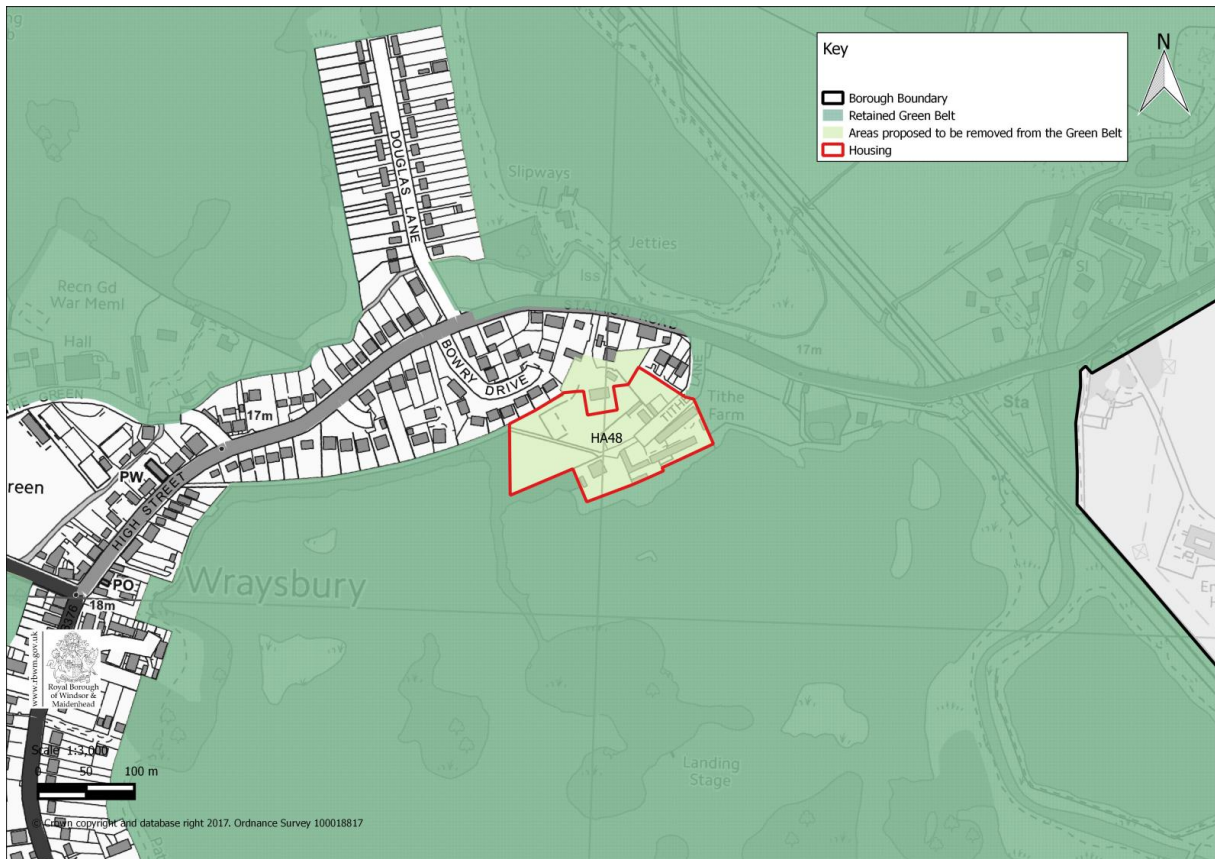 Key
Borough Boundary
Retained Green Belt
Areas proposed to be removed from the Green Belt
Housing
N
DOUGLAS LANE
Slipways
Jetties
Recn Gd
War Meml
Hall
STATION ROAD
17m
BOWRY DRIVE
Tithe
Farm
TITHE
Sta
17m
HA48
PW
HIGH STREET
reen
Wraysbury
PO
18m
www.rbwm.gov.uk
Royal Borough
of Windsor &
Maidenhead
Scale 1:3,000
0 50 100 m
Landing
Stage
© Crown copyright and database right 2017. Ordnance Survey 100018817